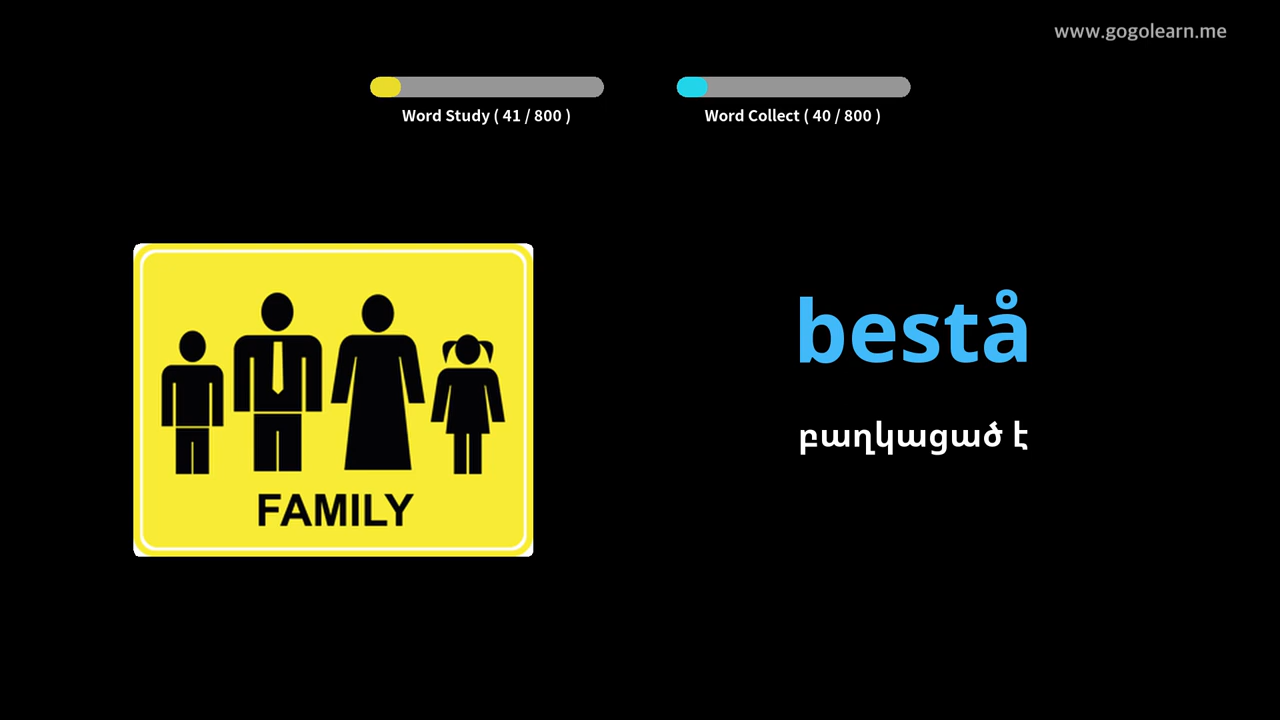 www.gogolearn.me
Word Study ( 41 / 800 )
Word Collect ( 40 / 800 )
FAMILY
bestå
բաղկացած է